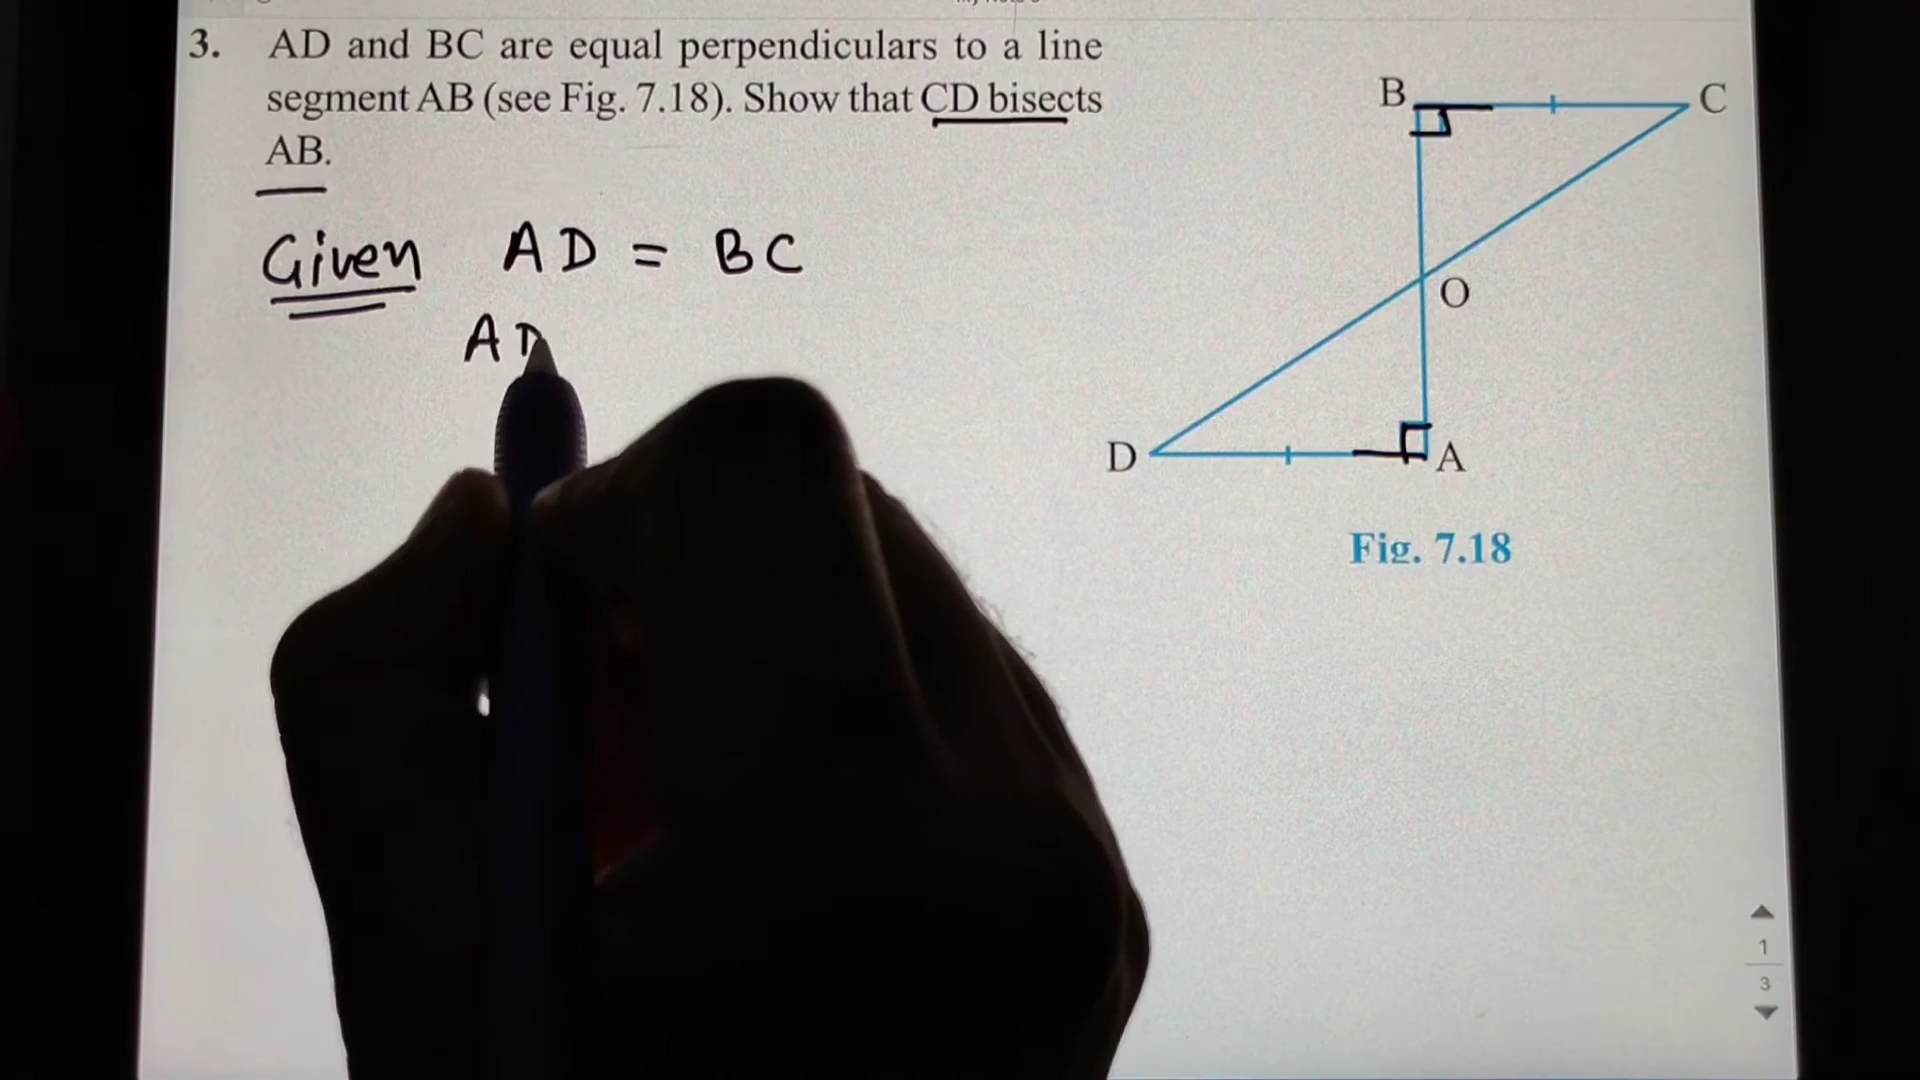 3. AD and BC are equal perpendiculars to a line
segment AB (see Fig. 7.18). Show that CD bisects
AB.
Given AD = BC
AD
B
C
O
D
A
Fig. 7.18
1
3